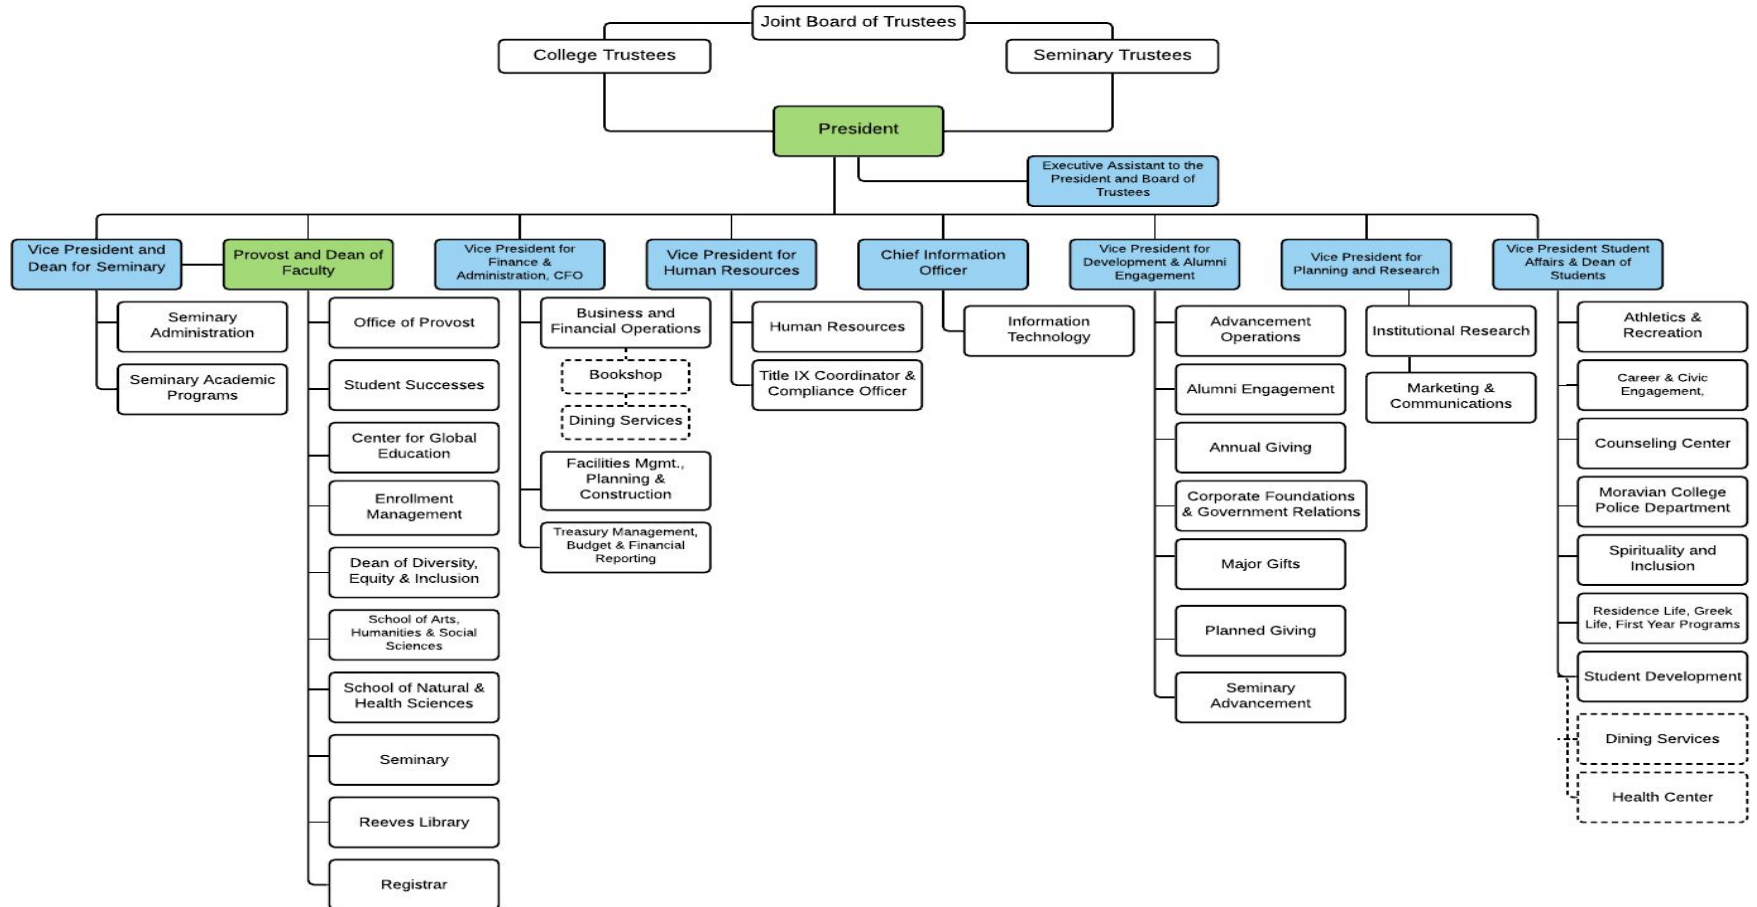 Joint Board of Trustees
College Trustees
Seminary Trustees
President
Executive Assistant to the
President and Board of
Trustees
Vice President and
Dean for Seminary
Provost and Dean of
Faculty
Vice President for
Finance &
Administration, CFO
Vice President for
Human Resources
Chief Information
Officer
Vice President for
Development & Alumni
Engagement
Vice President for
Planning and Research
Vice President Student
Affairs & Dean of
Students
Seminary
Administration
Seminary Academic
Programs
Office of Provost
Student Successes
Center for Global
Education
Enrollment
Management
Dean of Diversity,
Equity & Inclusion
School of Arts,
Humanities & Social
Sciences
School of Natural &
Health Sciences
Seminary
Reeves Library
Registrar
Business and
Financial Operations
Bookshop
Dining Services
Facilities Mgmt.,
Planning &
Construction
Treasury Management,
Budget & Financial
Reporting
Human Resources
Title IX Coordinator &
Compliance Officer
Information
Technology
Advancement
Operations
Alumni Engagement
Annual Giving
Corporate Foundations
& Government Relations
Major Gifts
Planned Giving
Seminary
Advancement
Institutional Research
Marketing &
Communications
Athletics &
Recreation
Career & Civic
Engagement,
Counseling Center
Moravian College
Police Department
Spirituality and
Inclusion
Residence Life, Greek
Life, First Year Programs
Student Development
Dining Services
Health Center